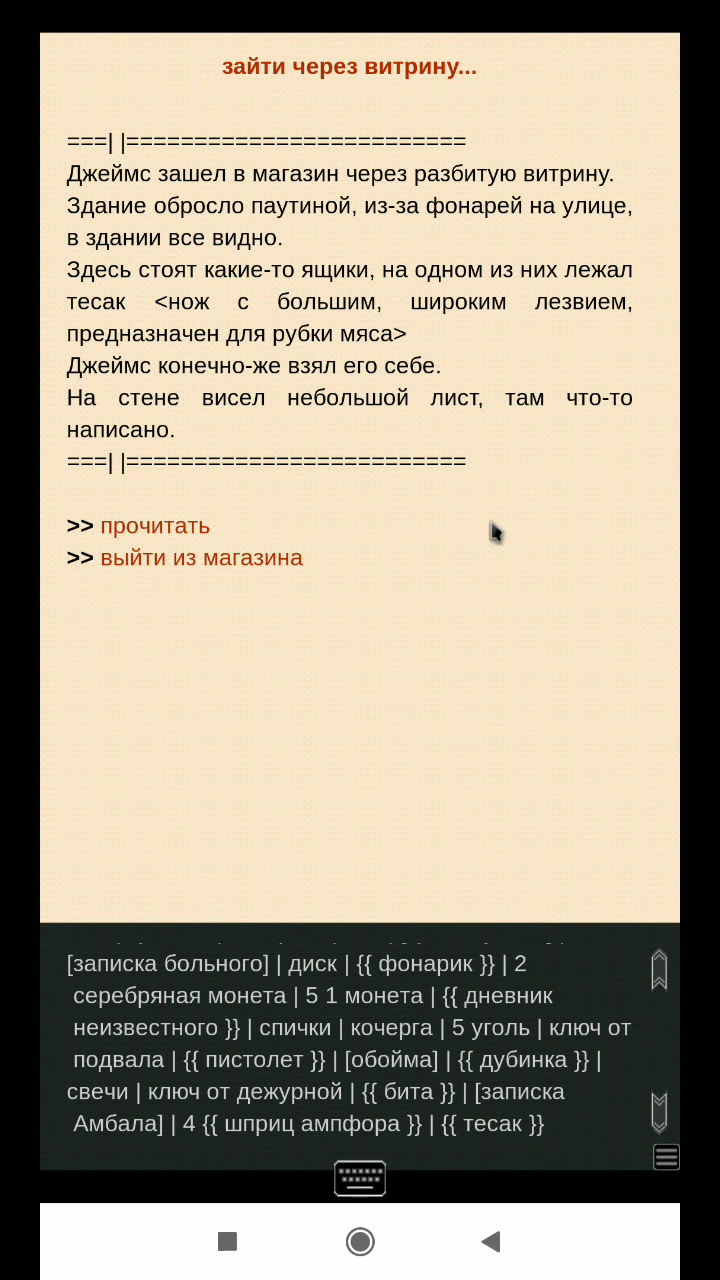 зайти через витрину...
===| |=========================
Джеймс зашел в магазин через разбитую витрину.
Здание обросло паутиной, из-за фонарей на улице,
в здании все видно.
Здесь стоят какие-то ящики, на одном из них лежал
тесак <нож с большим, широким лезвием,
предназначен для рубки мяса>
Джеймс конечно-же взял его себе.
На стене висел небольшой лист, там что-то
написано.
===| |=========================
>> прочитать
>> выйти из магазина
[записка больного] | диск | {{ фонарик }} | 2
серебряная монета | 5 1 монета | {{ дневник
неизвестного }} | спички | кочерга | 5 уголь | ключ от
подвала | {{ пистолет }} | [обойма] | {{ дубинка }} |
свечи | ключ от дежурной | {{ бита }} | [записка
Амбала] | 4 {{ шприц ампфора }} | {{ тесак }}